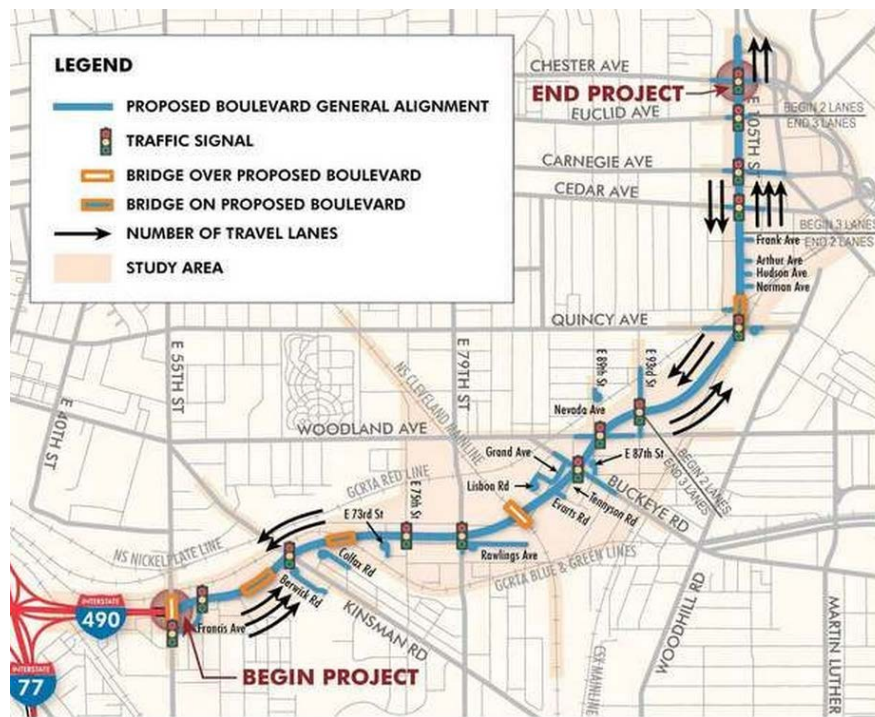 LEGEND
PROPOSED BOULEVARD GENERAL ALIGNMENT
TRAFFIC SIGNAL
BRIDGE OVER PROPOSED BOULEVARD
BRIDGE ON PROPOSED BOULEVARD
NUMBER OF TRAVEL LANES
STUDY AREA
CHESTER AVE
END PROJECT
EUCLID AVE
E 105TH ST
BEGIN 2 LANES
END 3 LANES
CARNEGIE AVE
CEDAR AVE
BEGIN 3 LANES
END 2 LANES
Frank Ave
Arthur Ave
Hudson Ave
Norman Ave
QUINCY AVE
E 55TH ST
E 79TH ST
NS CLEVELAND MAINLINE
E 89th St
E 93rd St
E 40TH ST
Nevada Ave
WOODLAND AVE
Grand Ave
E 87th St
BEGIN 2 LANES
END 3 LANES
GCRTA RED LINE
Lisbon Rd
BUCKEYE RD
Tennyson Rd
Evarts Rd
E 75th St
E 73rd St
NS NICKELPLATE LINE
Colfax Rd
Rawlings Ave
GCRTA BLUE & GREEN LINES
Berwick Rd
KINSMAN RD
WOODHILL RD
MARTIN LUTHER
INTERSTATE
490
Francis Ave
CSX MAINLINE
INTERSTATE
77
BEGIN PROJECT